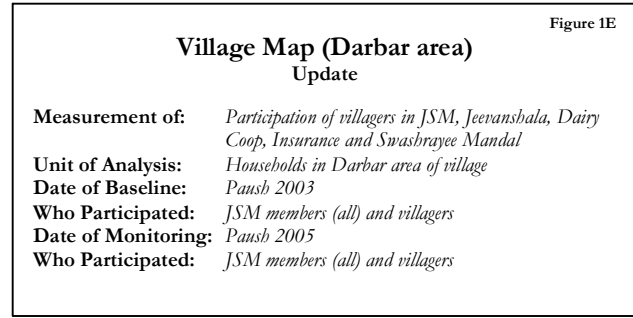 Figure 1E
Village Map (Darbar area)
Update
Measurement of: Participation of villagers in JSM, Jeevanshala, Dairy
Coop, Insurance and Swashrayee Mandal
Unit of Analysis: Households in Darbar area of village
Date of Baseline: Paush 2003
Who Participated: JSM members (all) and villagers
Date of Monitoring: Paush 2005
Who Participated: JSM members (all) and villagers